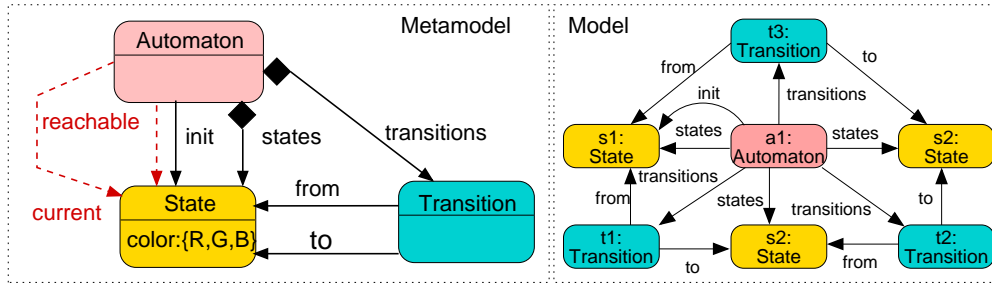 Automaton
Metamodel
reachable
init
states
transitions
current
State
color:{R,G,B}
from
to
Transition
Model
t3:
Transition
from
to
init
transitions
s1:
State
states
a1:
Automaton
states
s2:
State
from
transitions
states
transitions
to
t1:
Transition
to
s2:
State
from
t2:
Transition